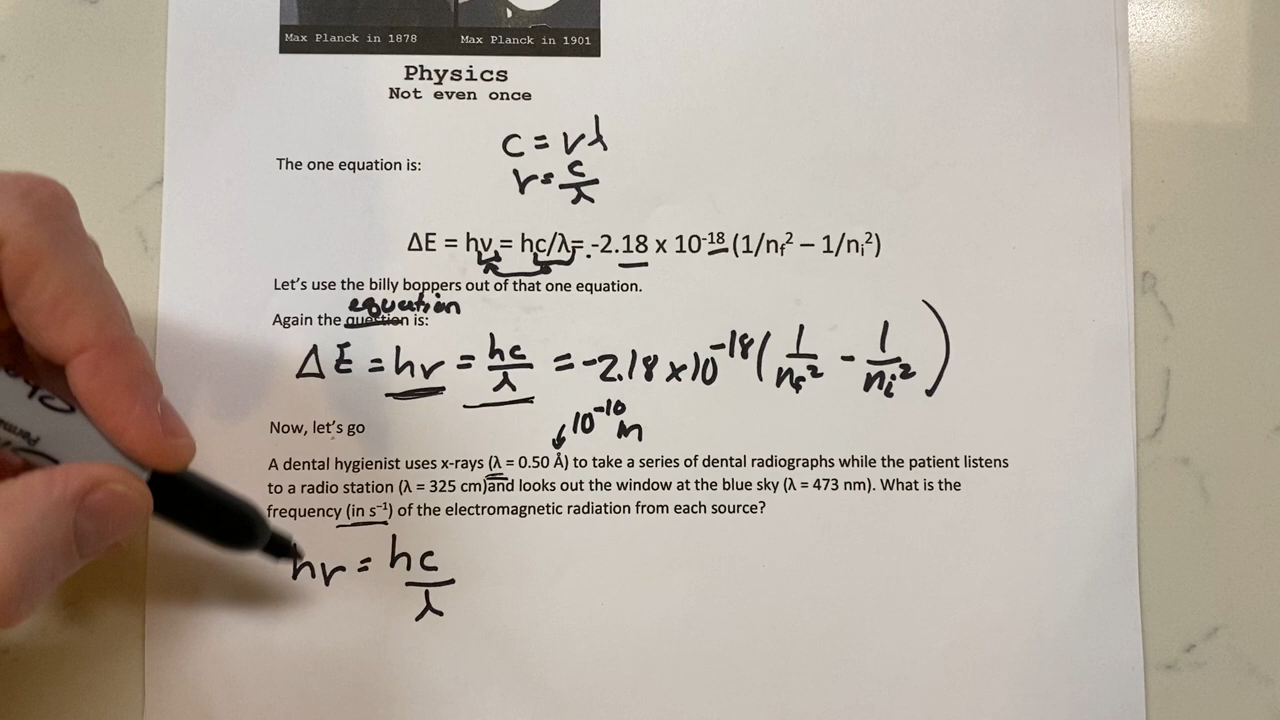 Max Planck in 1878 Max Planck in 1901
Physics
Not even once
c = νλ
The one equation is:
ν = c/λ
ΔE = hν = hc/λ = -2.18 x 10⁻¹⁸ (1/n_f² – 1/n_i²)
Let's use the billy boppers out of that one equation.
equation
Again the question is:
ΔE = hν = hc/λ = -2.18 x 10⁻¹⁸ (1/n_f² - 1/n_i²)
10⁻¹⁰ m
Now, let's go
A dental hygienist uses x-rays (λ = 0.50 Å) to take a series of dental radiographs while the patient listens
to a radio station (λ = 325 cm)and looks out the window at the blue sky (λ = 473 nm). What is the
frequency (in s⁻¹) of the electromagnetic radiation from each source?
hν = hc/λ